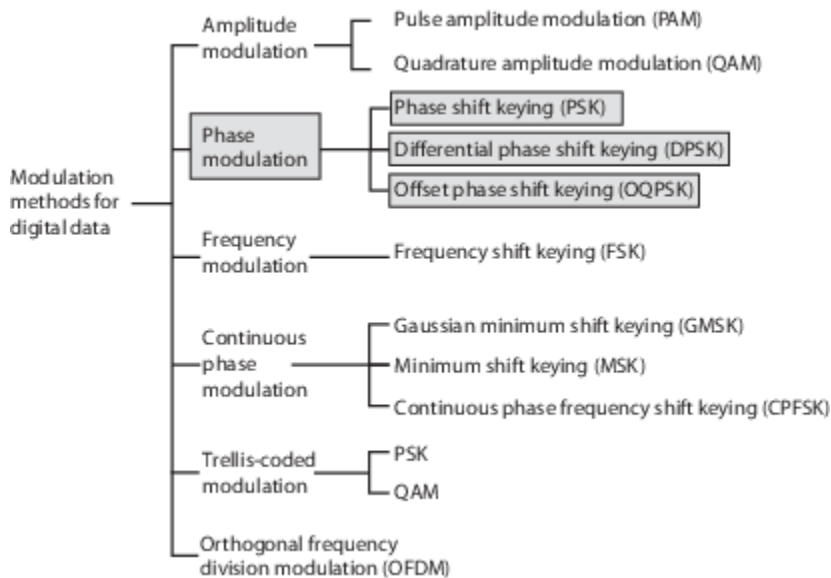 Amplitude
modulation
Pulse amplitude modulation (PAM)
Quadrature amplitude modulation (QAM)
Phase
modulation
Phase shift keying (PSK)
Differential phase shift keying (DPSK)
Offset phase shift keying (OQPSK)
Modulation
methods for
digital data
Frequency
modulation
Frequency shift keying (FSK)
Continuous
phase
modulation
Gaussian minimum shift keying (GMSK)
Minimum shift keying (MSK)
Continuous phase frequency shift keying (CPFSK)
Trellis-coded
modulation
PSK
QAM
Orthogonal frequency
division modulation (OFDM)